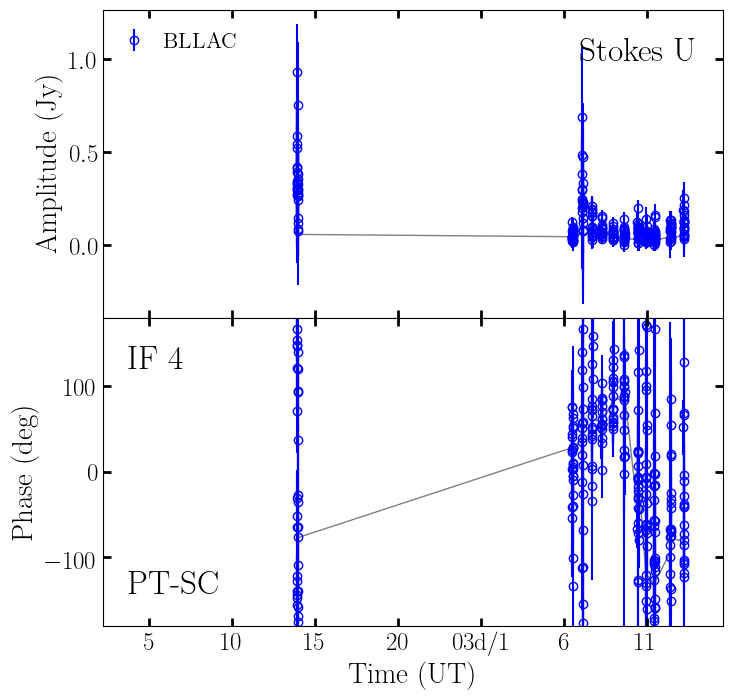 BLLAC
Stokes U
1.0
0.5
0.0
Amplitude (Jy)
IF 4
100
0
−100
Phase (deg)
PT-SC
5 10 15 20 03d/1 6 11
Time (UT)